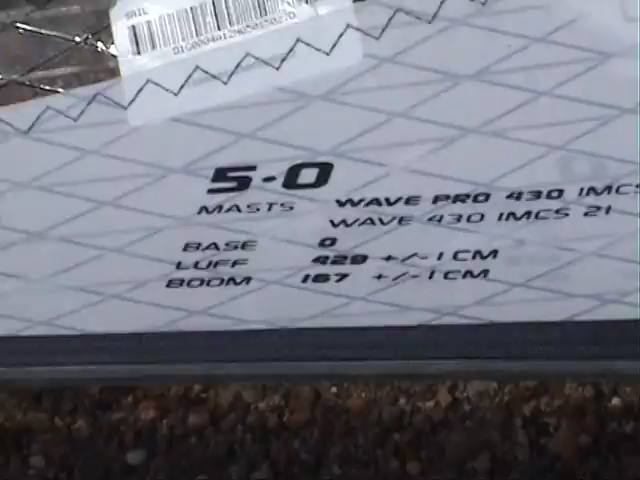 SAIL
5.0
MASTS WAVE PRO 430 IMCS
WAVE 430 IMCS 21
BASE 0
LUFF 429 +/- 1 CM
BOOM 167 +/- 1 CM